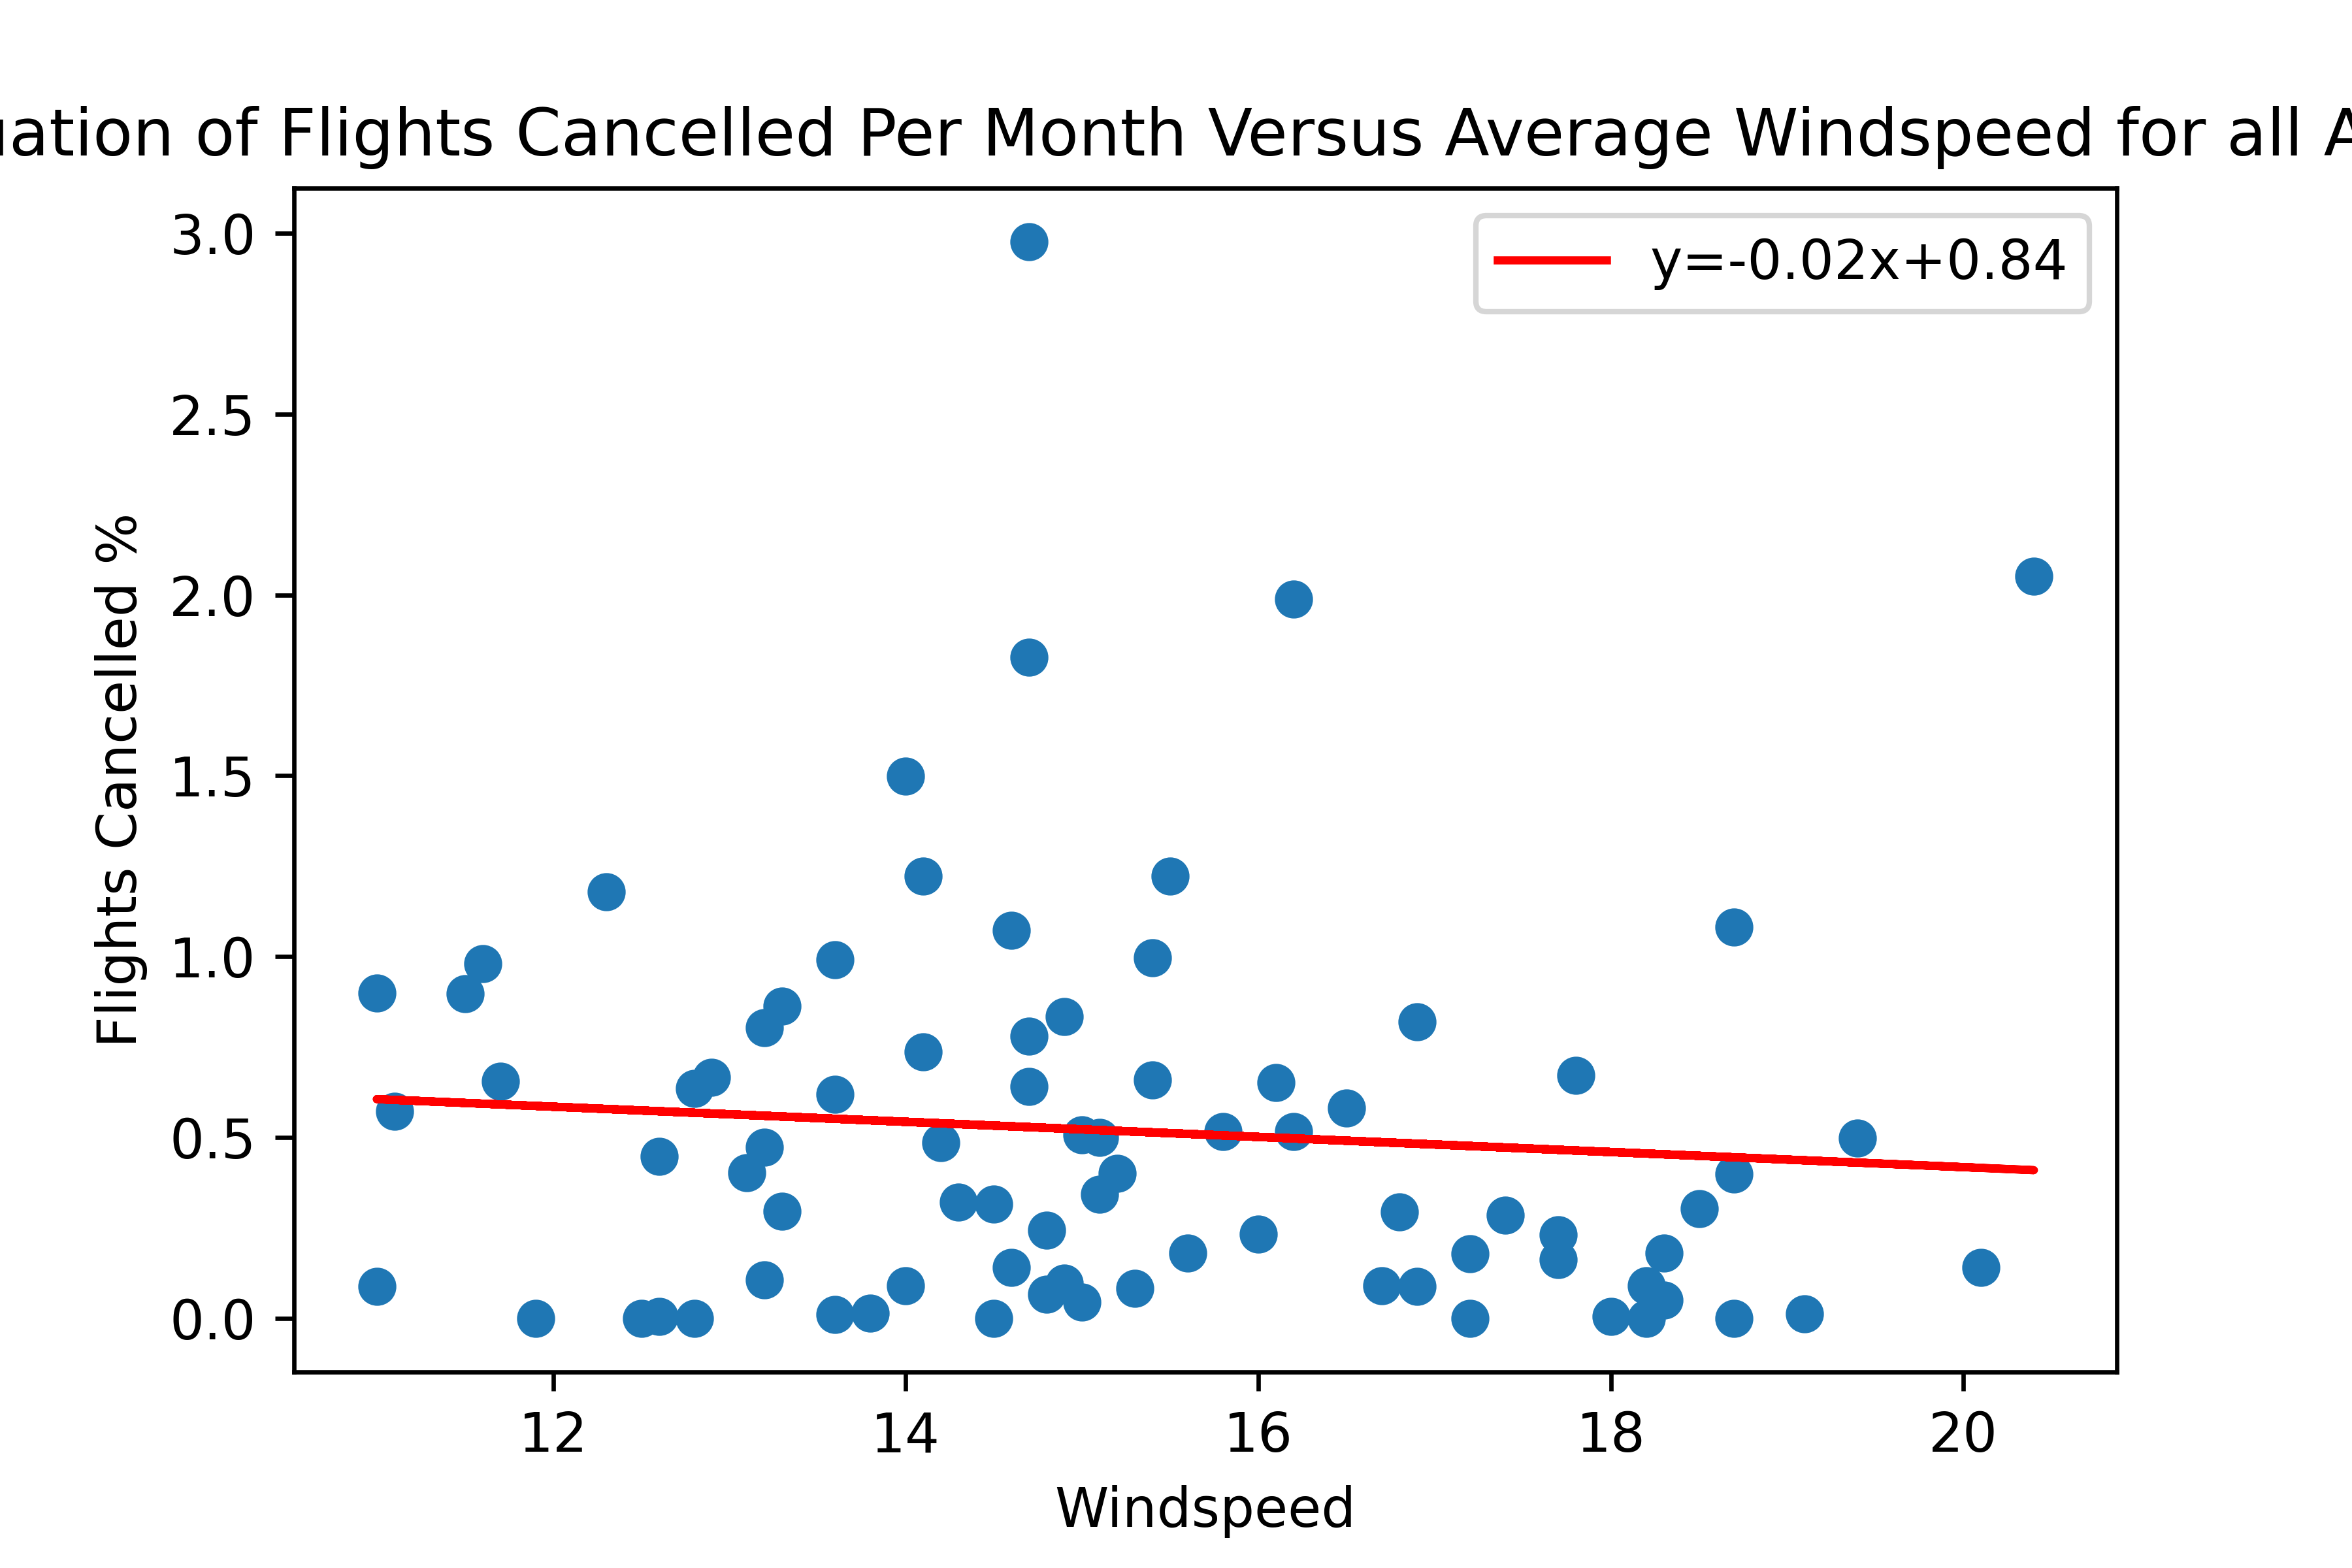 of Flights Cancelled Per Month Versus Average Windspeed for all
y=-0.02x+0.84
3.0
2.5
2.0
1.5
1.0
0.5
0.0
Flights Cancelled %
12 14 16 18 20
Windspeed